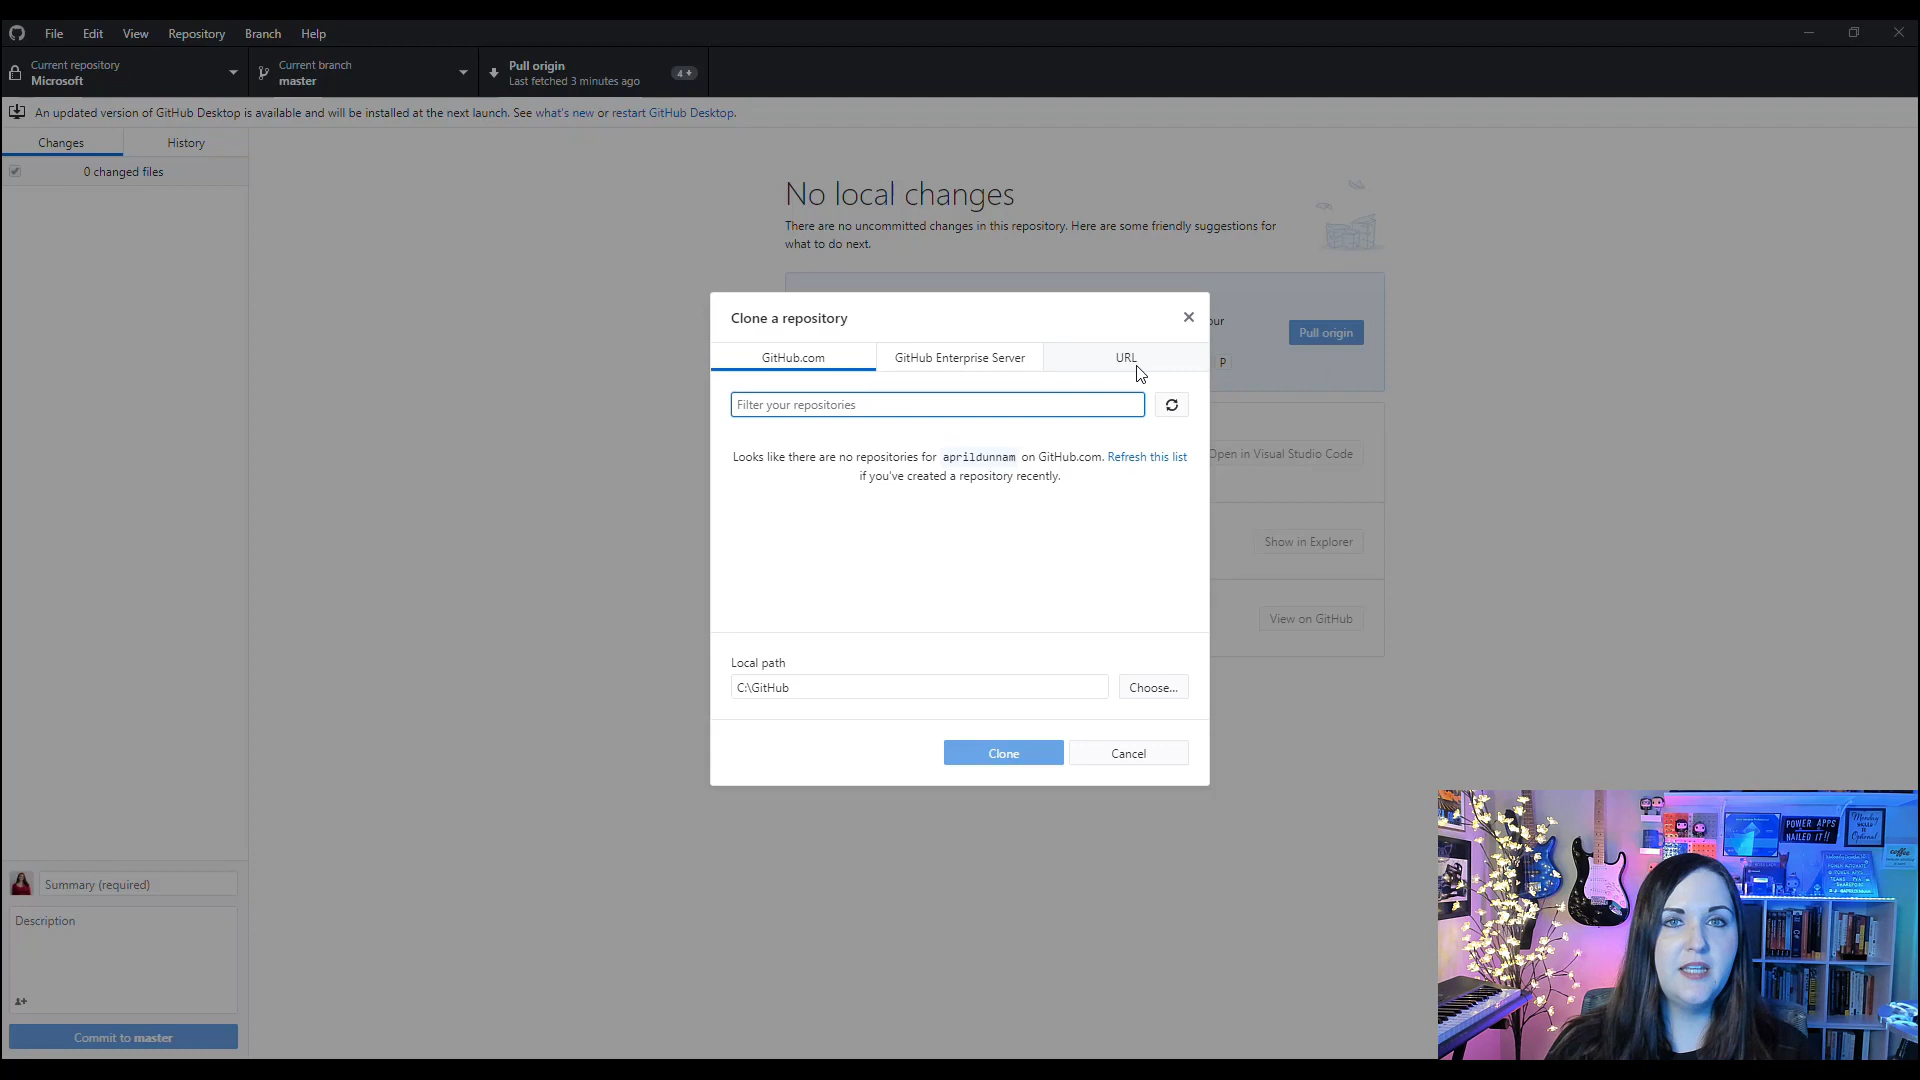 File Edit View Repository Branch Help
Current repository
Microsoft
Current branch
master
Pull origin
Last fetched 3 minutes ago
4
An updated version of GitHub Desktop is available and will be installed at the next launch. See what's new or restart GitHub Desktop.
Changes
History
0 changed files
No local changes
There are no uncommitted changes in this repository. Here are some friendly suggestions for
what to do next.
Pull origin
P
Clone a repository
GitHub.com
GitHub Enterprise Server
URL
Filter your repositories
Looks like there are no repositories for aprildunnam on GitHub.com. Refresh this list
if you've created a repository recently.
Open in Visual Studio Code
Show in Explorer
View on GitHub
Local path
C:\GitHub
Choose...
Clone
Cancel
Summary (required)
Description
Commit to master
POWER APPS
NAILED IT!!
Monday
Optional
coffee